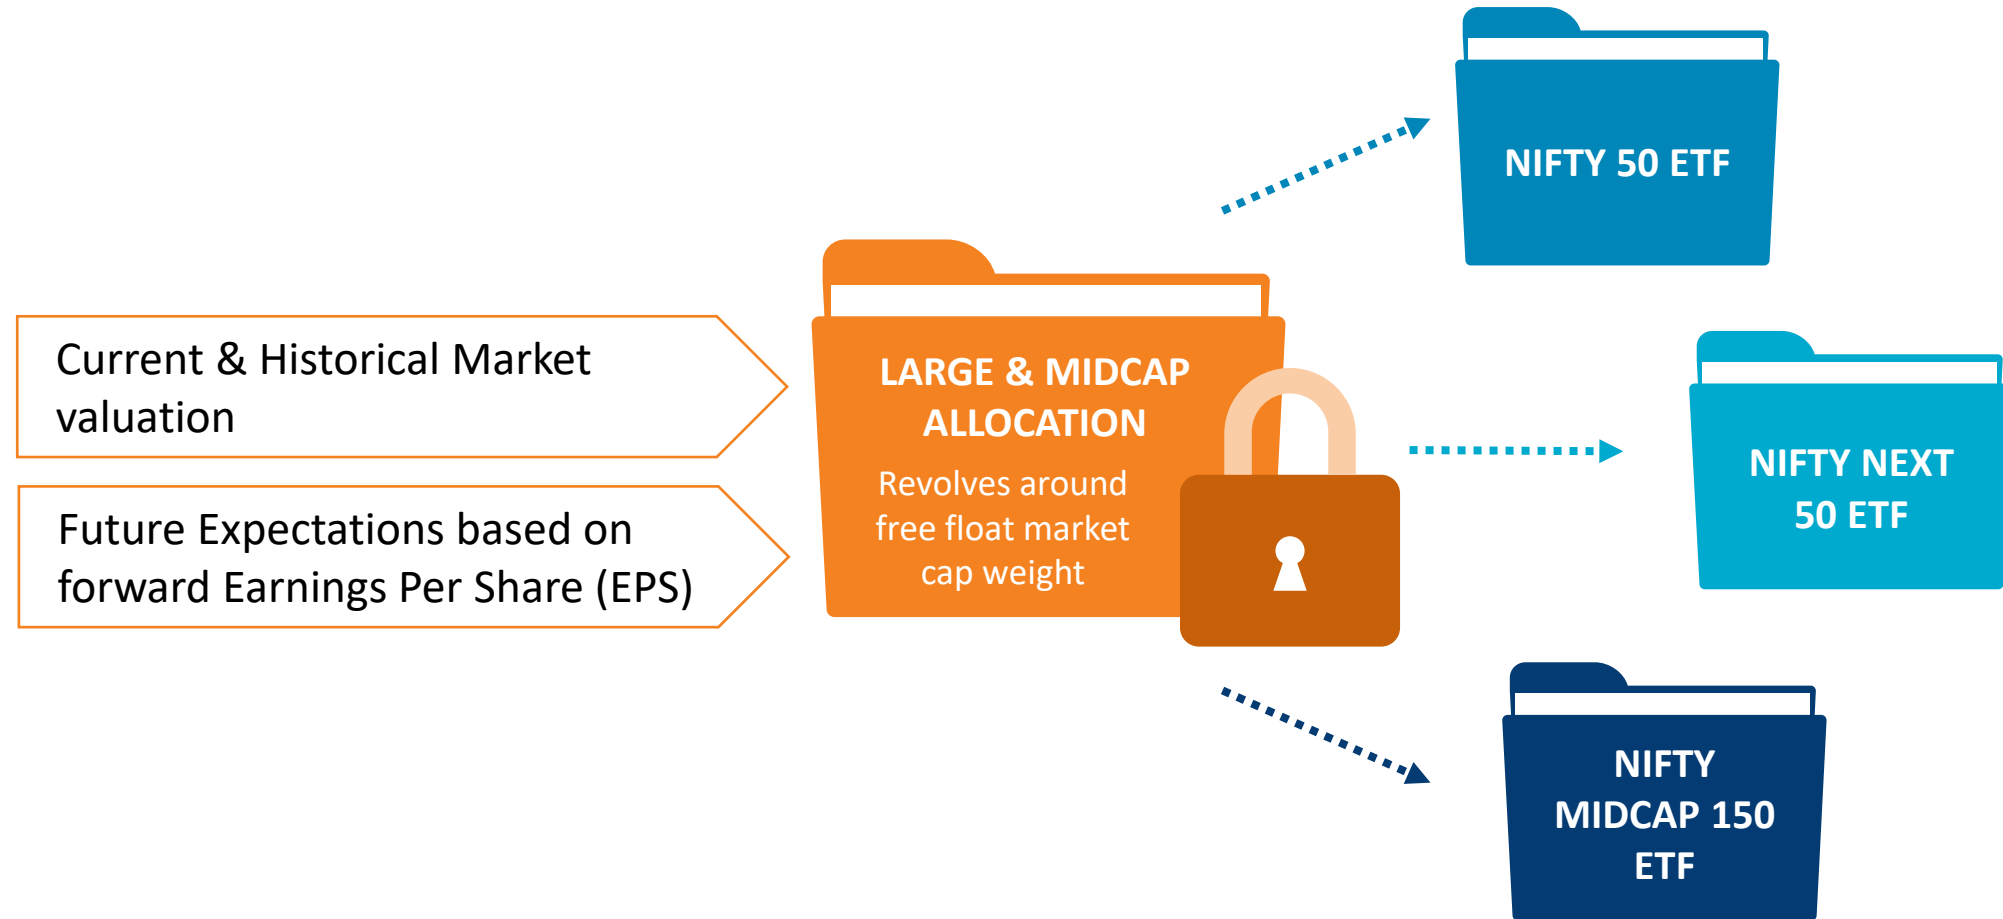 Current & Historical Market
valuation
Future Expectations based on
forward Earnings Per Share (EPS)
LARGE & MIDCAP
ALLOCATION
Revolves around
free float market
cap weight
NIFTY 50 ETF
NIFTY NEXT
50 ETF
NIFTY
MIDCAP 150
ETF